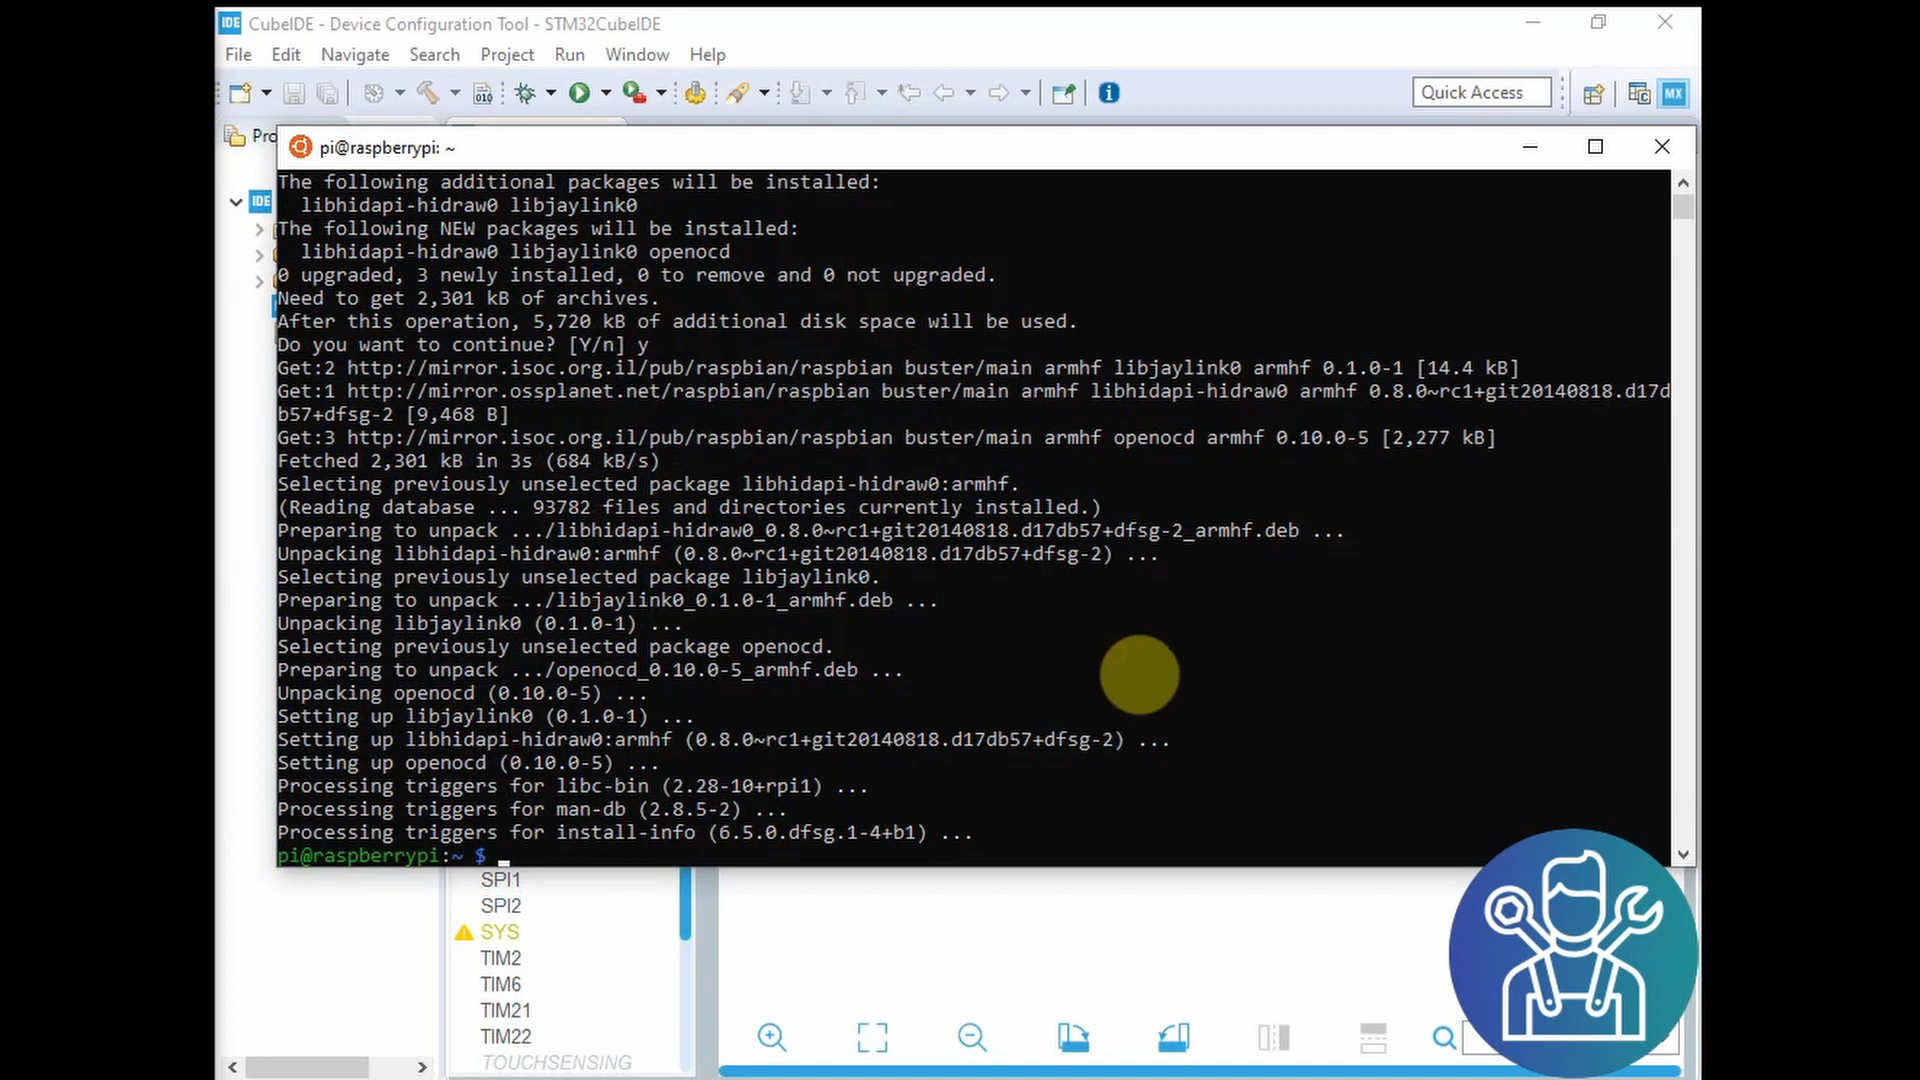 IDE CubeIDE - Device Configuration Tool - STM32CubeIDE
File Edit Navigate Search Project Run Window Help
010
Quick Access
MX
Pro
pi@raspberrypi: ~
IDE
The following additional packages will be installed:
libhidapi-hidraw0 libjaylink0
The following NEW packages will be installed:
libhidapi-hidraw0 libjaylink0 openocd
0 upgraded, 3 newly installed, 0 to remove and 0 not upgraded.
Need to get 2,301 kB of archives.
After this operation, 5,720 kB of additional disk space will be used.
Do you want to continue? [Y/n] y
Get:2 http://mirror.isoc.org.il/pub/raspbian/raspbian buster/main armhf libjaylink0 armhf 0.1.0-1 [14.4 kB]
Get:1 http://mirror.ossplanet.net/raspbian/raspbian buster/main armhf libhidapi-hidraw0 armhf 0.8.0~rc1+git20140818.d17d
b57+dfsg-2 [9,468 B]
Get:3 http://mirror.isoc.org.il/pub/raspbian/raspbian buster/main armhf openocd armhf 0.10.0-5 [2,277 kB]
Fetched 2,301 kB in 3s (684 kB/s)
Selecting previously unselected package libhidapi-hidraw0:armhf.
(Reading database ... 93782 files and directories currently installed.)
Preparing to unpack .../libhidapi-hidraw0_0.8.0~rc1+git20140818.d17db57+dfsg-2_armhf.deb ...
Unpacking libhidapi-hidraw0:armhf (0.8.0~rc1+git20140818.d17db57+dfsg-2) ...
Selecting previously unselected package libjaylink0.
Preparing to unpack .../libjaylink0_0.1.0-1_armhf.deb ...
Unpacking libjaylink0 (0.1.0-1) ...
Selecting previously unselected package openocd.
Preparing to unpack .../openocd_0.10.0-5_armhf.deb ...
Unpacking openocd (0.10.0-5) ...
Setting up libjaylink0 (0.1.0-1) ...
Setting up libhidapi-hidraw0:armhf (0.8.0~rc1+git20140818.d17db57+dfsg-2) ...
Setting up openocd (0.10.0-5) ...
Processing triggers for libc-bin (2.28-10+rpi1) ...
Processing triggers for man-db (2.8.5-2) ...
Processing triggers for install-info (6.5.0.dfsg.1-4+b1) ...
pi@raspberrypi:~ $
SPI1
SPI2
SYS
TIM2
TIM6
TIM21
TIM22
TOUCHSENSING